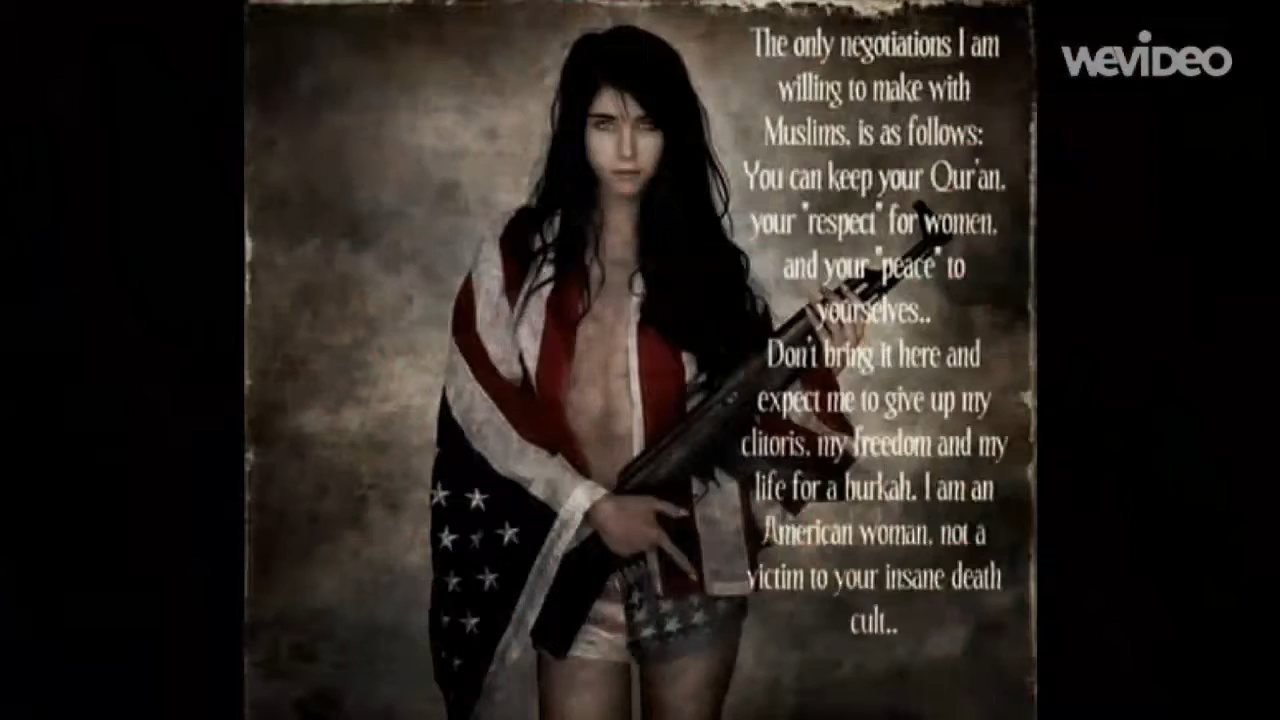 The only negotiations I am
willing to make with
Muslims, is as follows:
You can keep your Qur'an,
your "respect" for women,
and your "peace" to
yourselves..
Don't bring it here and
expect me to give up my
clitoris, my freedom and my
life for a burkah. I am an
American woman, not a
victim to your insane death
cult..
WEVIDEO